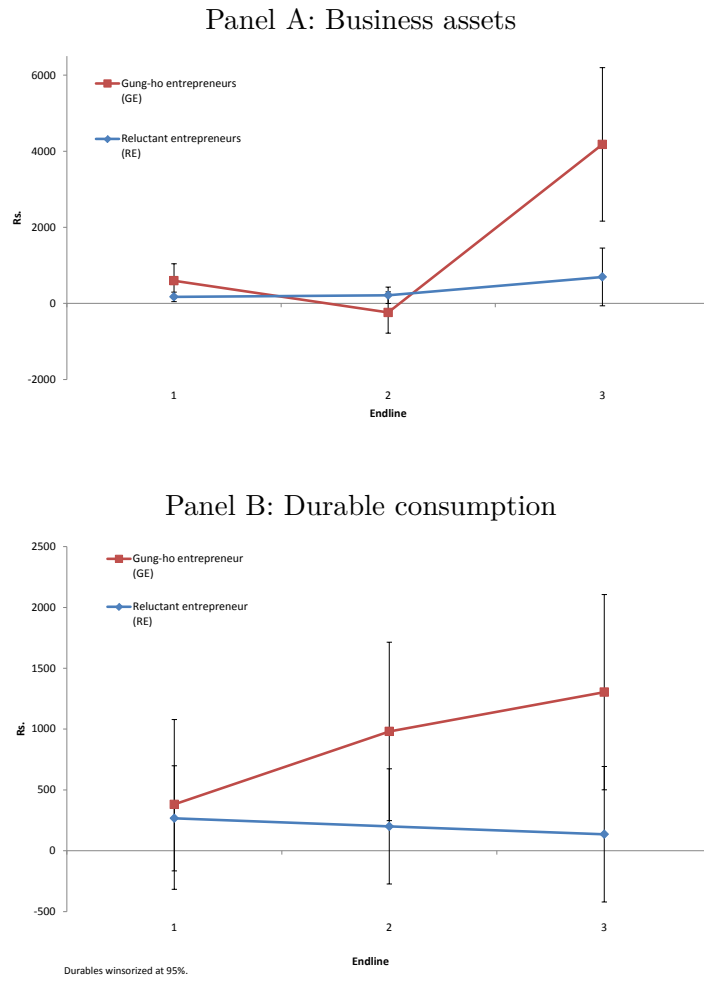 Panel A: Business assets
6000
4000
2000
0
-2000
Rs.
Gung-ho entrepreneurs
(GE)
Reluctant entrepreneurs
(RE)
1
2
3
Endline
Panel B: Durable consumption
2500
2000
1500
1000
500
0
-500
Rs.
Gung-ho entrepreneur
(GE)
Reluctant entrepreneur
(RE)
1
2
3
Endline
Durables winsorized at 95%.